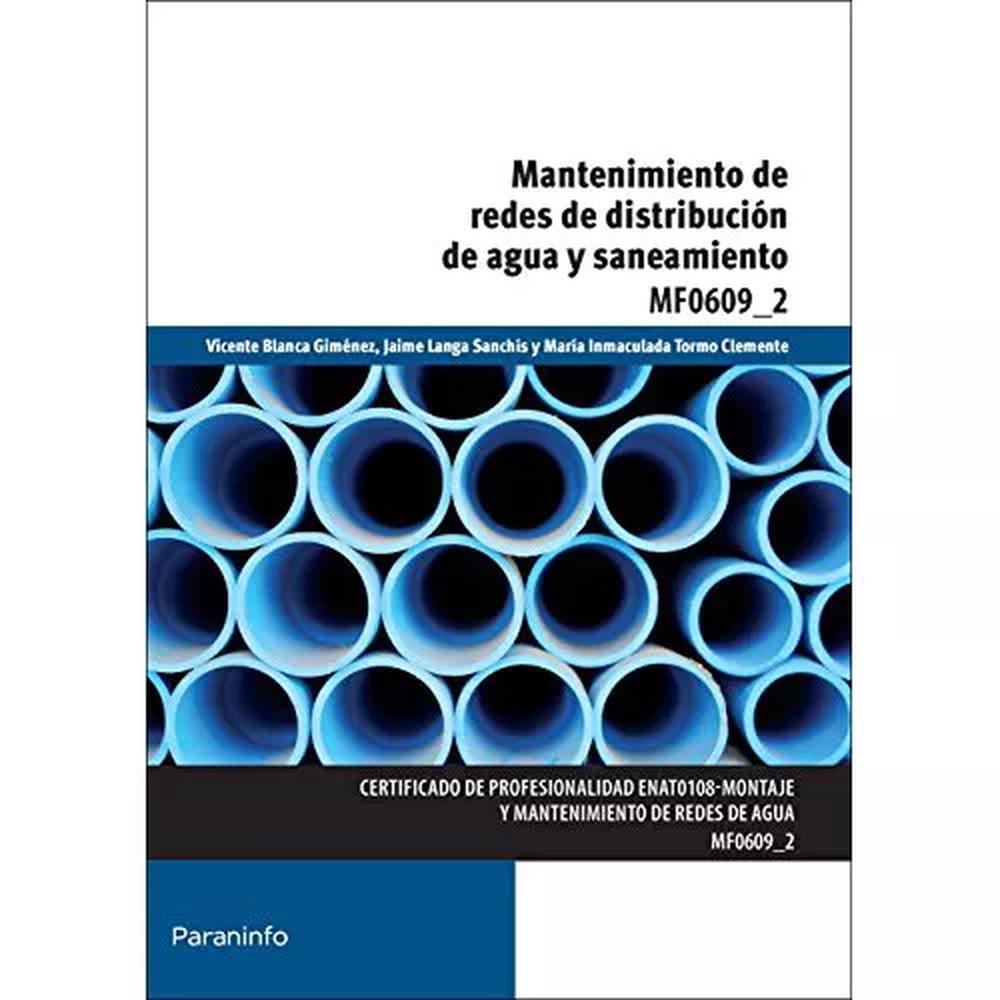 Mantenimiento de
redes de distribución
de agua y saneamiento
MF0609_2
Vicente Blanca Giménez, Jaime Langa Sanchis y María Inmaculada Tormo Clemente
CERTIFICADO DE PROFESIONALIDAD ENAT0108-MONTAJE
Y MANTENIMIENTO DE REDES DE AGUA
MF0609_2
Paraninfo